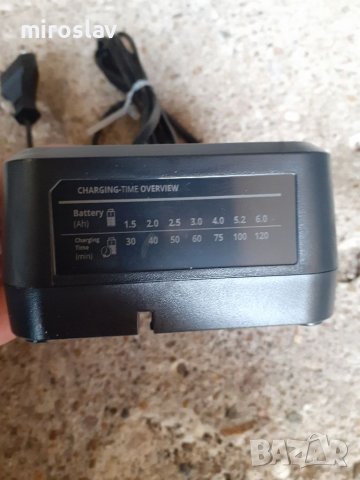 miroslav
CHARGING-TIME OVERVIEW
Battery (Ah) 1.5 2.0 2.5 3.0 4.0 5.2 6.0
Charging Time (min) 30 40 50 60 75 100 120
BAZAR